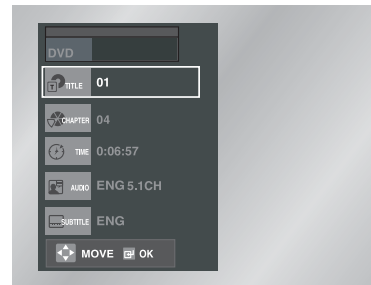 DVD
TITLE 01
CHAPTER 04
TIME 0:06:57
AUDIO ENG 5.1CH
SUBTITLE ENG
MOVE OK